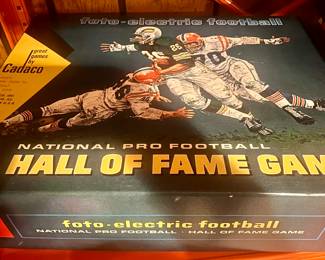 foto-electric football
great
games
by
Cadaco
NATIONAL PRO FOOTBALL
HALL OF FAME GAM
foto-electric football
NATIONAL PRO FOOTBALL - HALL OF FAME GAME